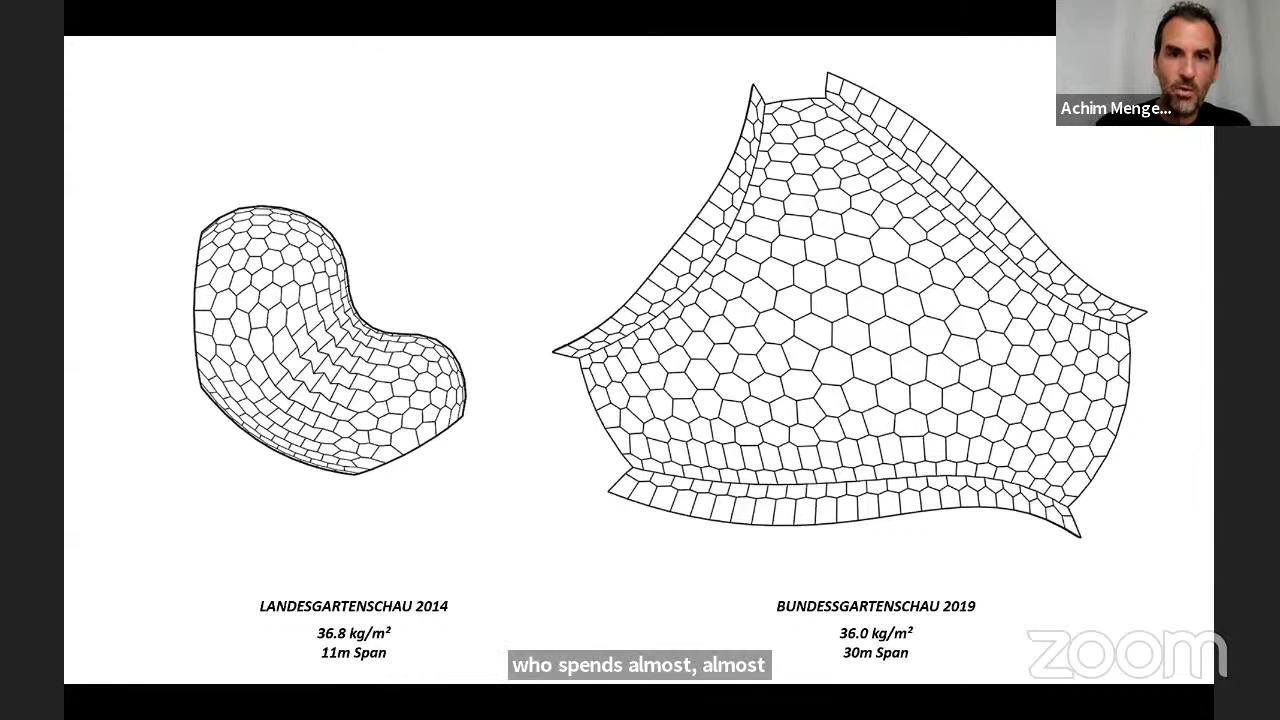 Achim Menge...
LANDESGARTENSCHAU 2014
36.8 kg/m²
11m Span
BUNDESSGARTENSCHAU 2019
36.0 kg/m²
30m Span
who spends almost, almost
zoom